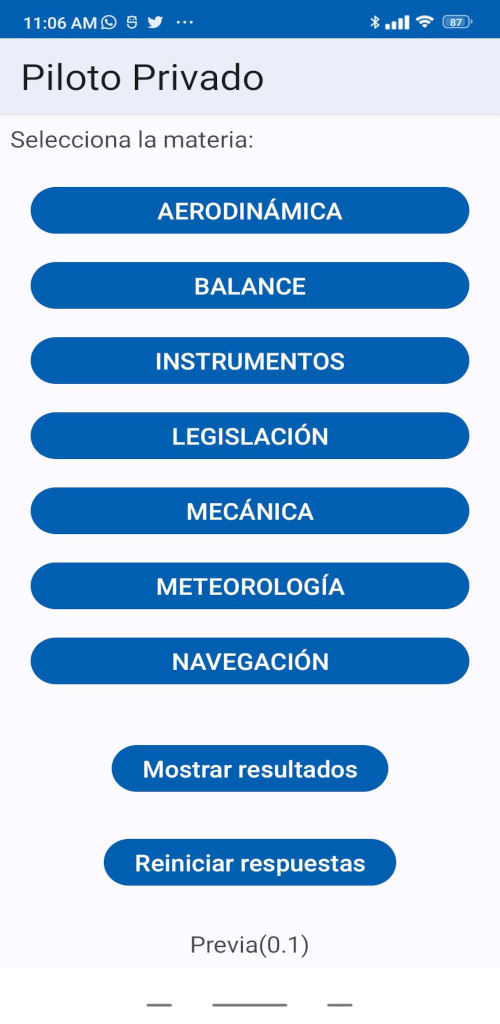 11:06 AM ··· 87
Piloto Privado
Selecciona la materia:
AERODINÁMICA
BALANCE
INSTRUMENTOS
LEGISLACIÓN
MECÁNICA
METEOROLOGÍA
NAVEGACIÓN
Mostrar resultados
Reiniciar respuestas
Previa(0.1)